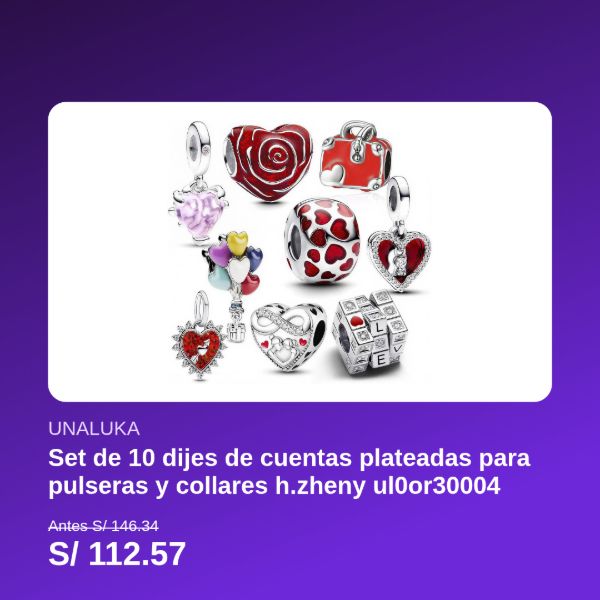 UNALUKA
Set de 10 dijes de cuentas plateadas para
pulseras y collares h.zheny ul0or30004
Antes S/ 146.34
S/ 112.57